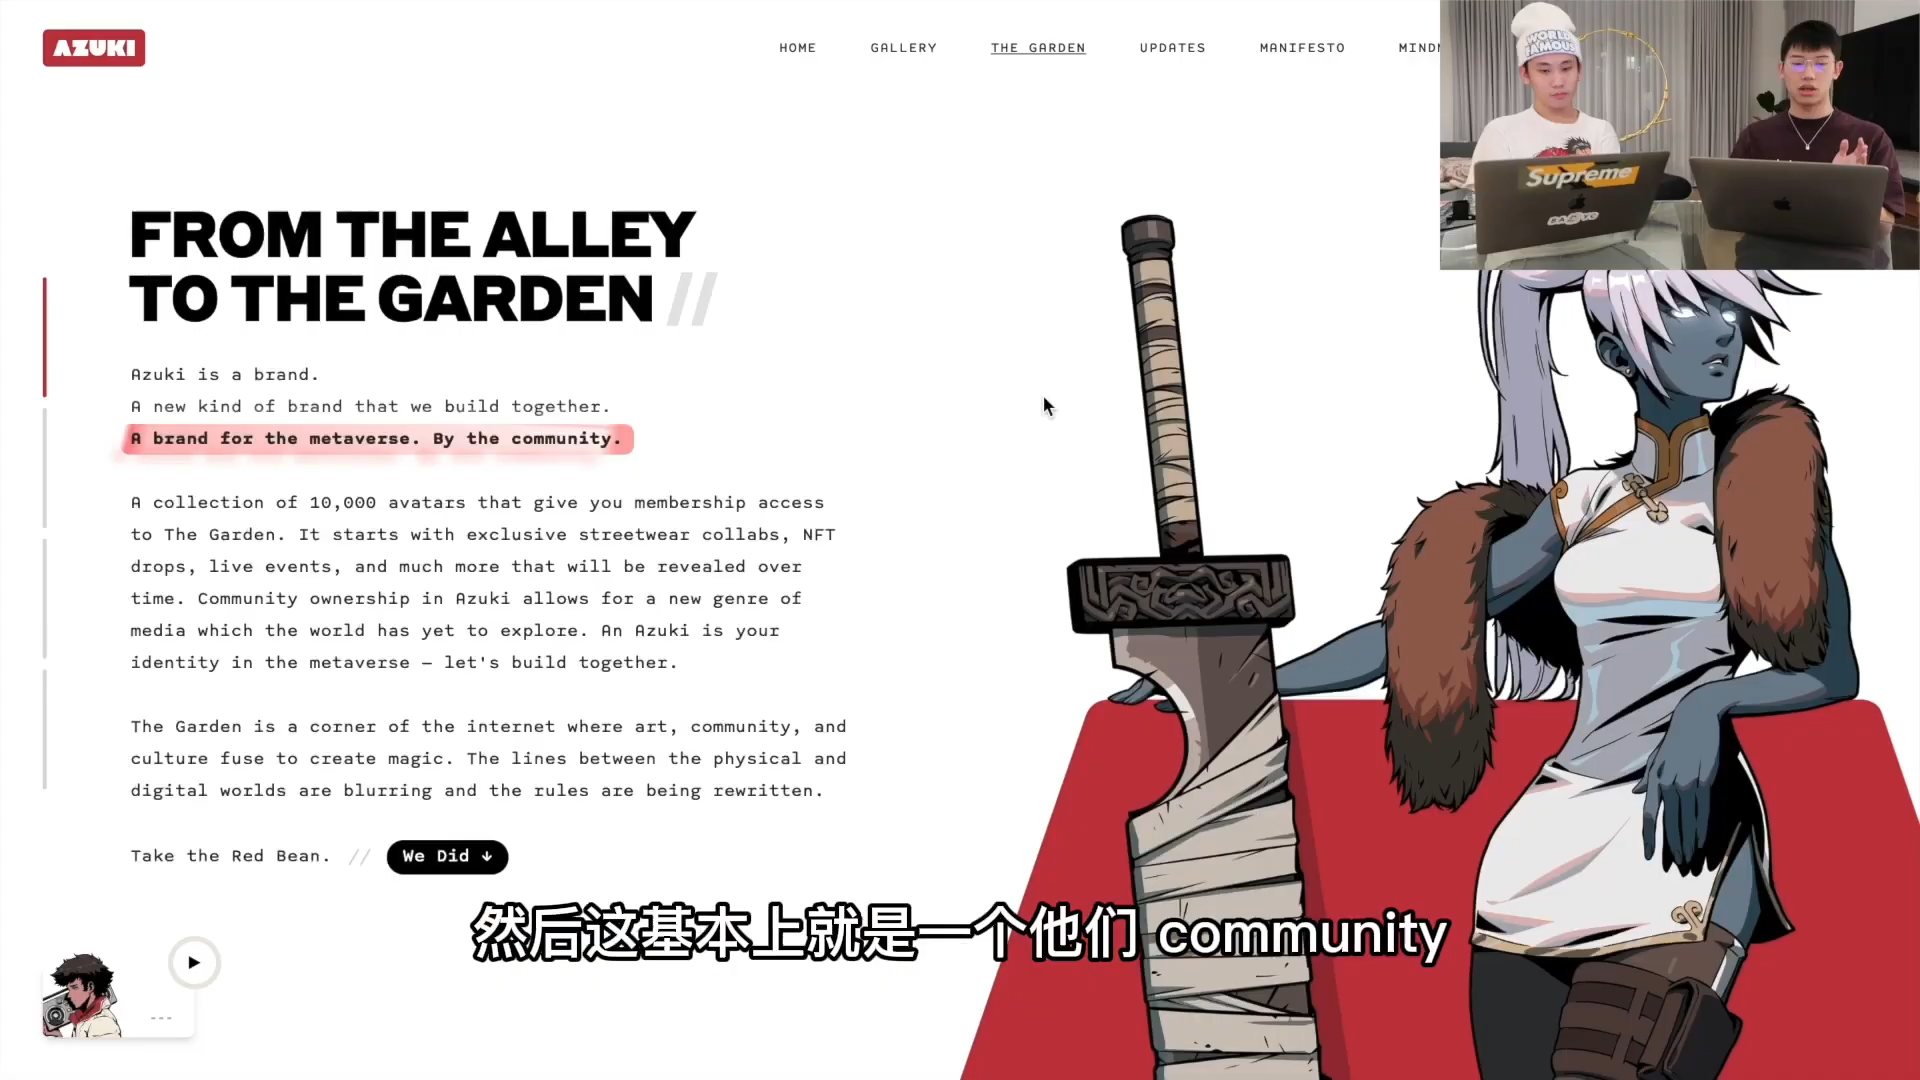 AZUKI
HOME GALLERY THE GARDEN UPDATES MANIFESTO
WORLD
FAMOUS
Supreme
FROM THE ALLEY
TO THE GARDEN //
Azuki is a brand.
A new kind of brand that we build together.
A brand for the metaverse. By the community.
A collection of 10,000 avatars that give you membership access
to The Garden. It starts with exclusive streetwear collabs, NFT
drops, live events, and much more that will be revealed over
time. Community ownership in Azuki allows for a new genre of
media which the world has yet to explore. An Azuki is your
identity in the metaverse – let's build together.
The Garden is a corner of the internet where art, community, and
culture fuse to create magic. The lines between the physical and
digital worlds are blurring and the rules are being rewritten.
Take the Red Bean. // We Did ↓
然后这基本上就是一个他们 community
---